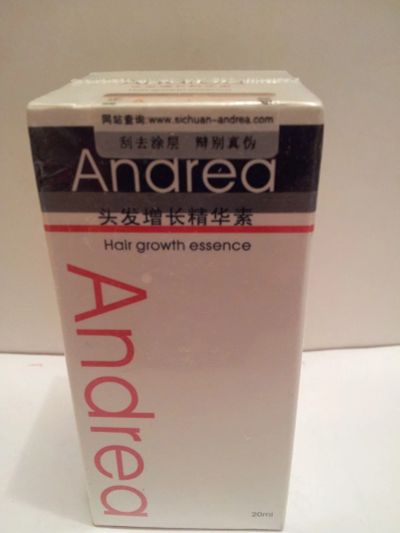 网站查询:www.sichuan-andrea.com
刮去涂层 辩别真伪
Andrea
头发增长精华素
Hair growth essence
Andrea
20ml